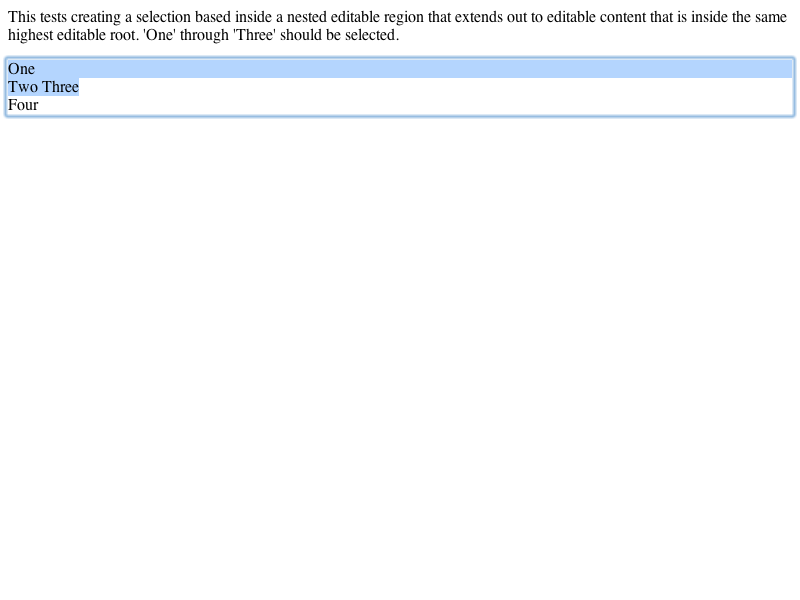 This tests creating a selection based inside a nested editable region that extends out to editable content that is inside the same
highest editable root. 'One' through 'Three' should be selected.
One
Two Three
Four